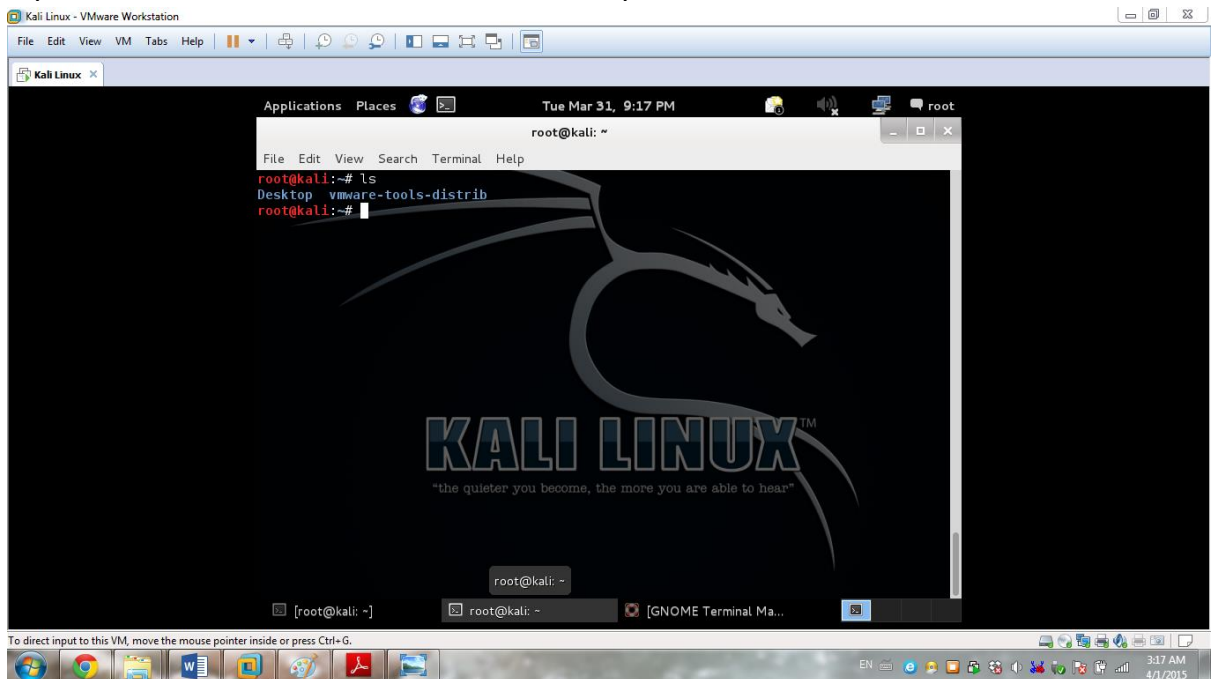 Kali Linux - VMware Workstation
File Edit View VM Tabs Help
Kali Linux
Applications Places Tue Mar 31, 9:17 PM root
root@kali: ~
File Edit View Search Terminal Help
root@kali:~# ls
Desktop vmware-tools-distrib
root@kali:~#
KALI LINUX™
"the quieter you become, the more you are able to hear"
root@kali: ~
[root@kali: ~] root@kali: ~ [GNOME Terminal Ma...
To direct input to this VM, move the mouse pointer inside or press Ctrl+G.
EN 3:17 AM
4/1/2015